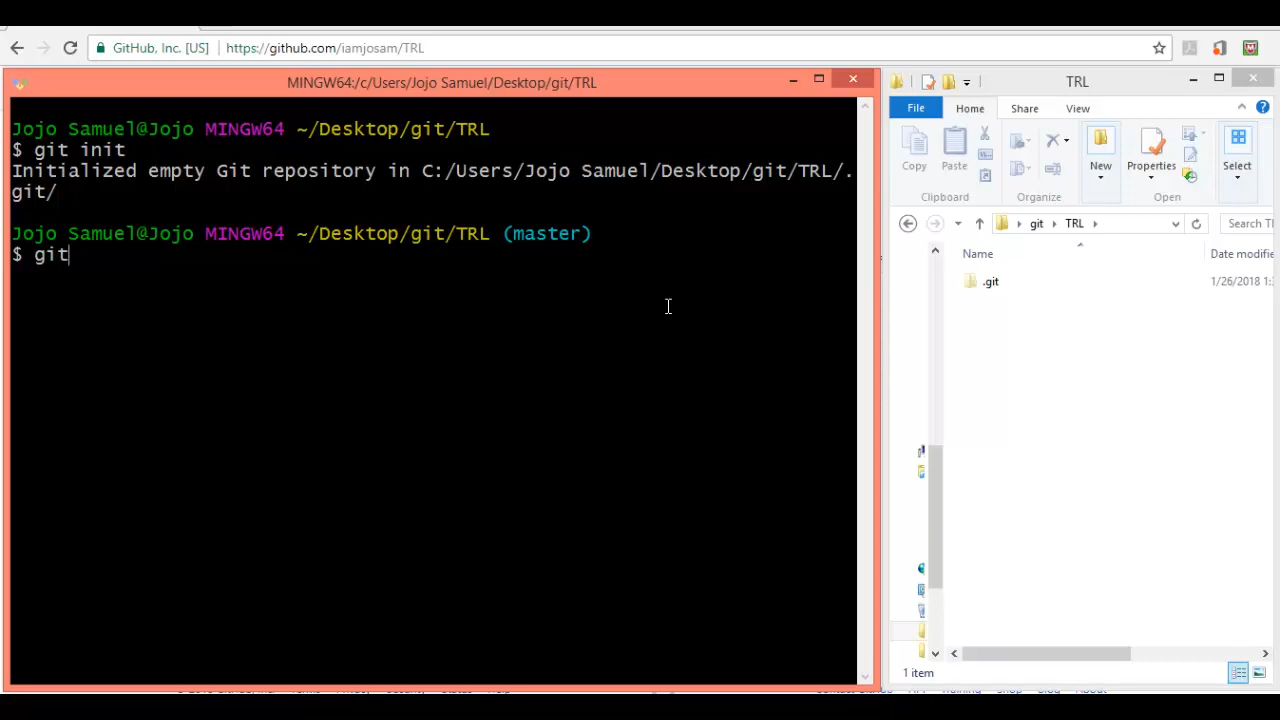 GitHub, Inc. [US]
https://github.com/iamjosam/TRL
MINGW64:/c/Users/Jojo Samuel/Desktop/git/TRL
Jojo Samuel@Jojo MINGW64 ~/Desktop/git/TRL
$ git init
Initialized empty Git repository in C:/Users/Jojo Samuel/Desktop/git/TRL/.
git/
Jojo Samuel@Jojo MINGW64 ~/Desktop/git/TRL (master)
$ git
TRL
File Home Share View
Copy Paste New Properties Select
Clipboard Organize Open
git TRL
Search
Name Date modifie
.git 1/26/2018
1 item